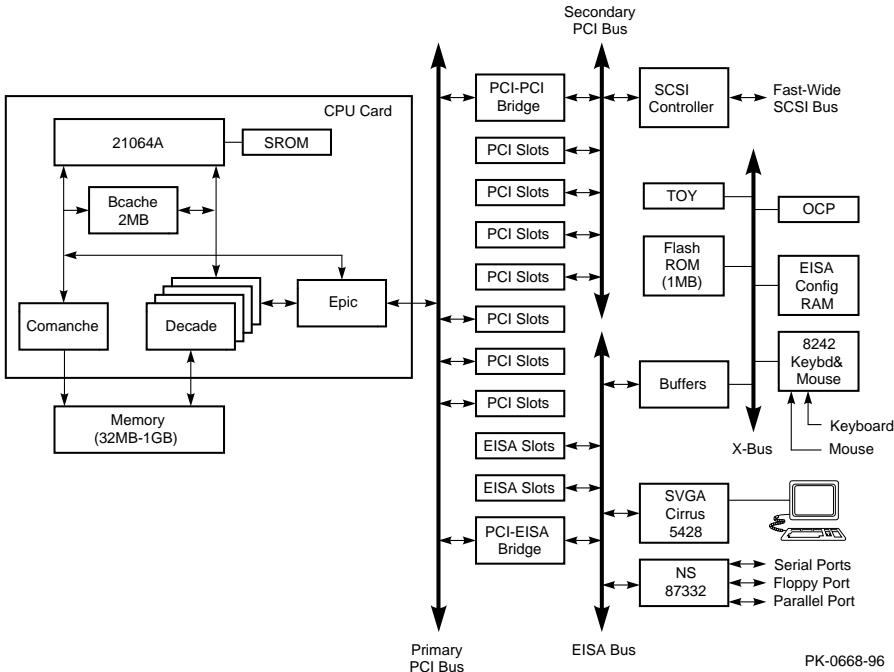 Secondary
PCI Bus
CPU Card
21064A
SROM
Bcache
2MB
Comanche
Decade
Epic
Memory
(32MB-1GB)
PCI-PCI
Bridge
PCI Slots
PCI Slots
PCI Slots
PCI Slots
PCI Slots
PCI Slots
PCI Slots
EISA Slots
EISA Slots
PCI-EISA
Bridge
Primary
PCI Bus
SCSI
Controller
Fast-Wide
SCSI Bus
TOY
OCP
Flash
ROM
(1MB)
EISA
Config
RAM
8242
Keybd&
Mouse
Buffers
X-Bus
Keyboard
Mouse
SVGA
Cirrus
5428
NS
87332
Serial Ports
Floppy Port
Parallel Port
EISA Bus
PK-0668-96